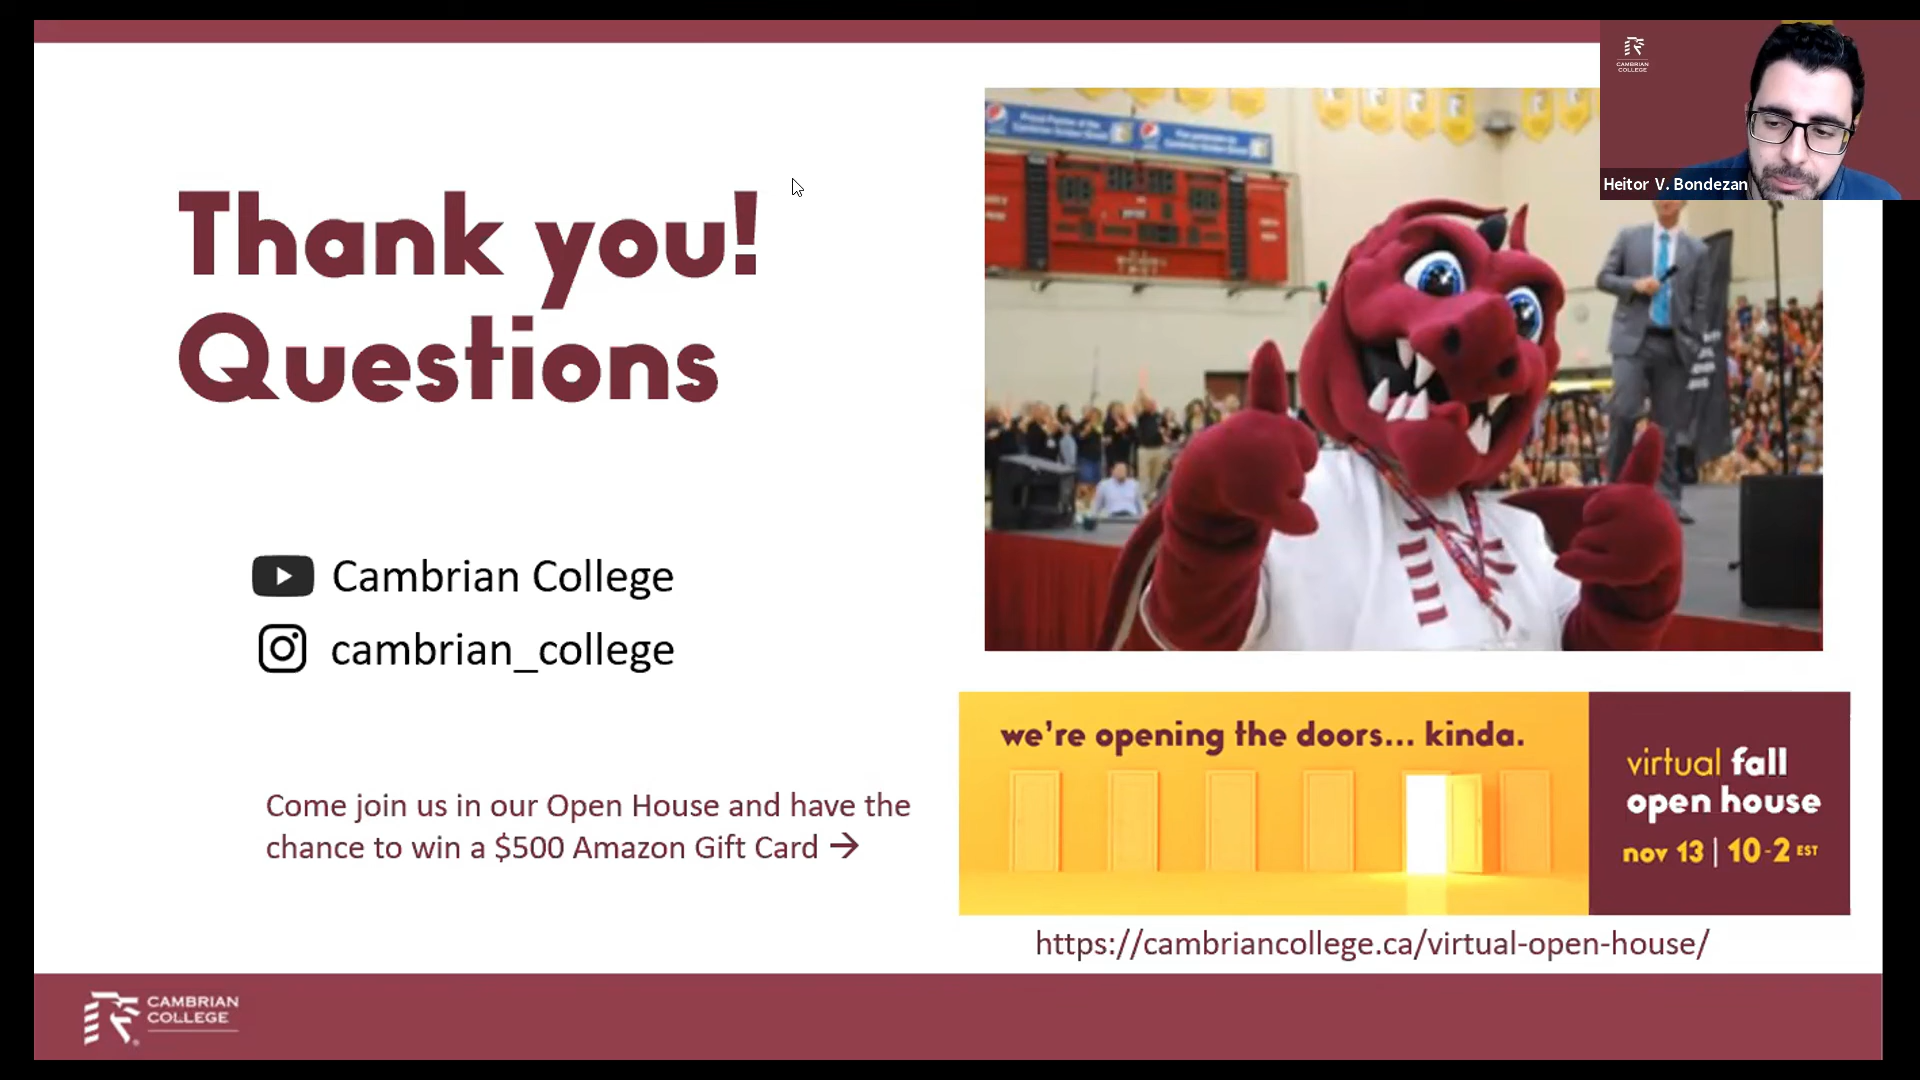 CAMBRIAN
COLLEGE
Heitor V. Bondezan
Thank you!
Questions
Cambrian College
cambrian_college
Come join us in our Open House and have the
chance to win a $500 Amazon Gift Card →
we're opening the doors... kinda.
virtual fall
open house
nov 13 | 10-2 EST
https://cambriancollege.ca/virtual-open-house/
CAMBRIAN
COLLEGE